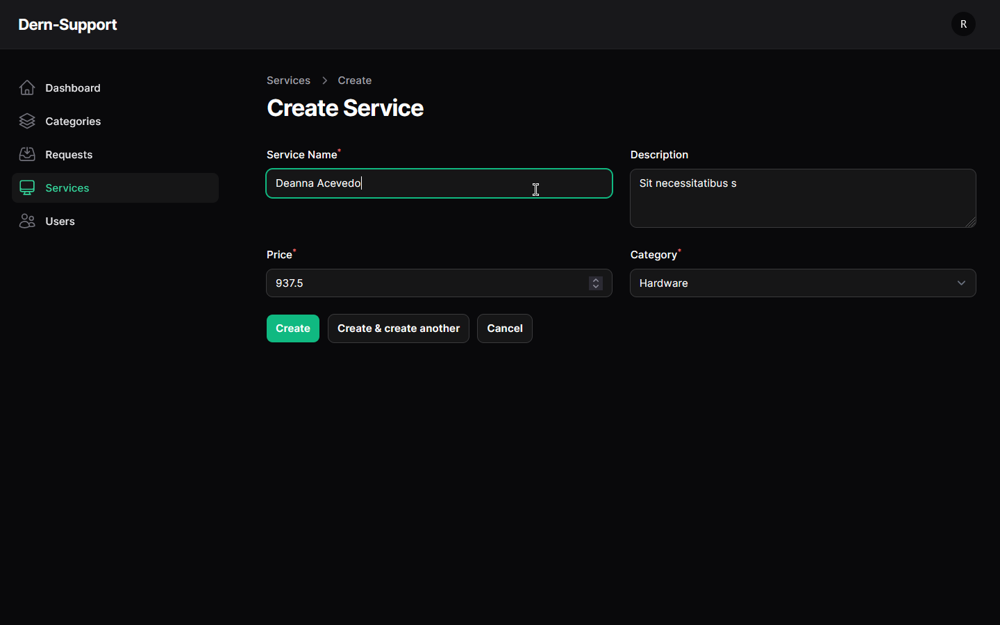 Dern-Support
R
Dashboard
Categories
Requests
Services
Users
Services > Create
Create Service
Service Name*
Deanna Acevedo
Description
Sit necessitatibus s
Price*
937.5
Category*
Hardware
Create
Create & create another
Cancel